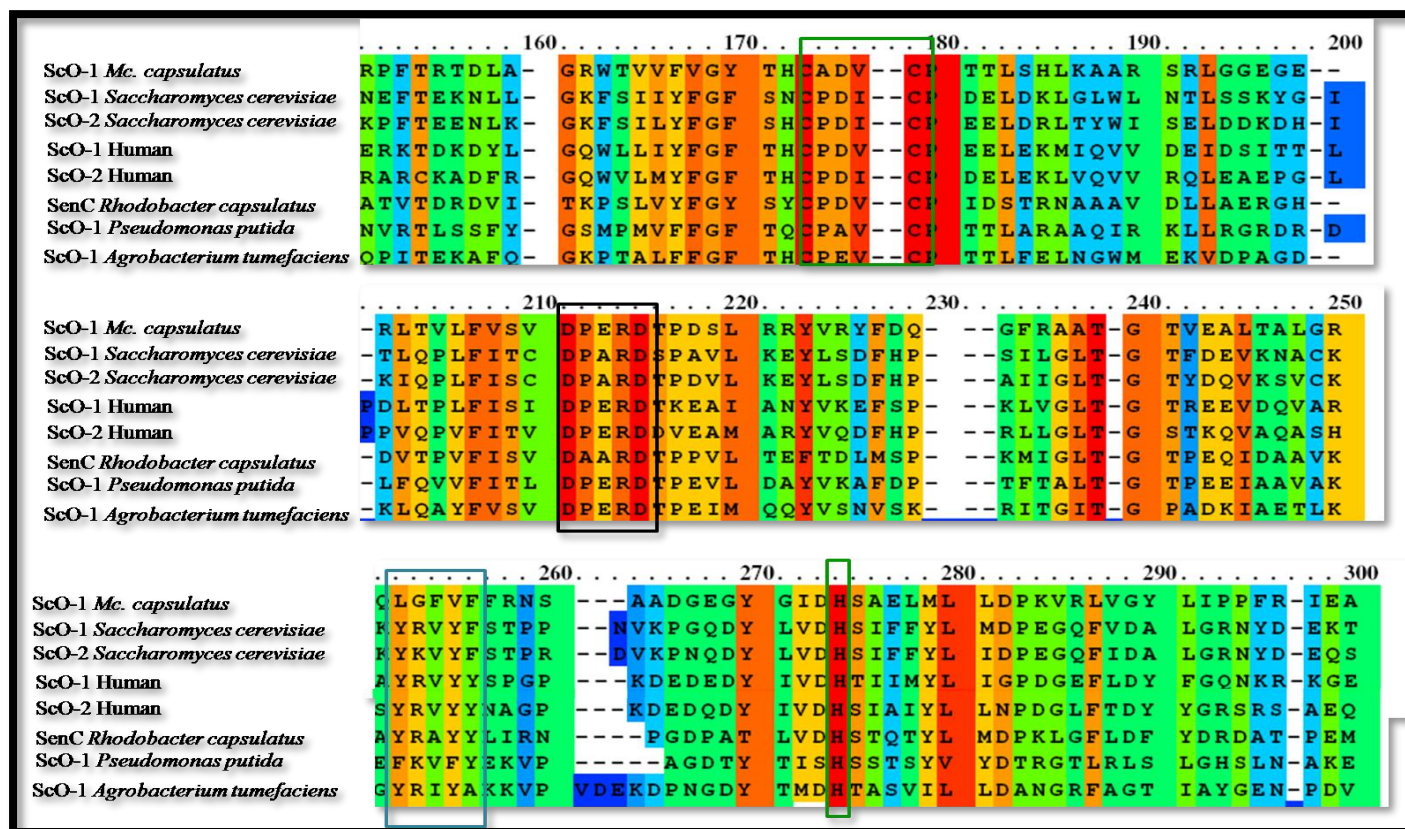 . . . . . . . . 160. . . . . . . . . 170. . . . . . . . . 180. . . . . . . . . 190. . . . . . . . . 200
ScO-1 Mc. capsulatus RPFTRTDLA- GRWTVVFVGY THCADV--CP TTLSHLKAAR SRLGGEGE--
ScO-1 Saccharomyces cerevisiae NEFTEKNLL- GKFSIIYFGF SNCPDI--CP DELDKLGLWL NTLSSKYG-I
ScO-2 Saccharomyces cerevisiae KPFTEENLK- GKFSILYFGF SHCPDI--CP EELDRLTYWI SELDDKDH-I
ScO-1 Human ERKTDKDYL- GQWLLIYFGF THCPDV--CP EELEKMIQVV DEIDSITT-L
ScO-2 Human RARCKADFR- GQWVLMYFGF THCPDI--CP DELEKLVQVV RQLEAEPG-L
SenC Rhodobacter capsulatus ATVTDRDVI- TKPSLVYFGY SYCPDV--CP IDSTRNAAAV DLLAERGH--
ScO-1 Pseudomonas putida NVRTLSSFY- GSMPMVFFGF TQCPAV--CP TTLARAAQIR KLLRGRDR-D
ScO-1 Agrobacterium tumefaciens QPITEKAFQ- GKPTALFFGF THCPEV--CP TTLFELNGWM EKVDPAGD--
. . . . . . . . 210. . . . . . . . . 220. . . . . . . . . 230. . . . . . . . . 240. . . . . . . . . 250
ScO-1 Mc. capsulatus -RLTVLFVSV DPERDTPDSL RRYVRYFDQ- --GFRAAT-G TVEALTALGR
ScO-1 Saccharomyces cerevisiae -TLQPLFITC DPARDSPAVL KEYLSDFHP- --SILGLT-G TFDEVKNACK
ScO-2 Saccharomyces cerevisiae -KIQPLFISC DPARDTPDVL KEYLSDFHP- --AIIGLT-G TYDQVKSVCK
ScO-1 Human PDLTPLFISI DPERDTKEAI ANYVKEFSP- --KLVGLT-G TREEVDQVAR
ScO-2 Human PPVQPVFITV DPERDDVEAM ARYVQDFHP- --RLLGLT-G STKQVAQASH
SenC Rhodobacter capsulatus -DVTPVFISV DAARDTPPVL TEFTDLMSP- --KMIGLT-G TPEQIDAAVK
ScO-1 Pseudomonas putida -LFQVVFITL DPERDTPEVL DAYVKAFDP- --TFTALT-G TPEEIAAVAK
ScO-1 Agrobacterium tumefaciens -KLQAYFVSV DPERDTPEIM QQYVSNVSK- --RITGIT-G PADKIAETLK
. . . . . . . . 260. . . . . . . . . 270. . . . . . . . . 280. . . . . . . . . 290. . . . . . . . . 300
ScO-1 Mc. capsulatus QLGFVFFRNS ---AADGEGY GIDHSAELML LDPKVRLVGY LIPPFR-IEA
ScO-1 Saccharomyces cerevisiae KYRVYFSTPP --NVKPGQDY LVDHSIFFYL MDPEGQFVDA LGRNYD-EKT
ScO-2 Saccharomyces cerevisiae KYKVYFSTPR --DVKPNQDY LVDHSIFFYL IDPEGQFIDA LGRNYD-EQS
ScO-1 Human AYRVYYSPGP ---KDEDEDY IVDHTIIMYL IGPDGEFLDY FGQNKR-KGE
ScO-2 Human SYRVYYNAGP ---KDEDQDY IVDHSIAIYL LNPDGLFTDY YGRSRS-AEQ
SenC Rhodobacter capsulatus AYRAYYLIRN ----PGDPAT LVDHSTQTYL MDPKLGFLDF YDRDAT-PEM
ScO-1 Pseudomonas putida EFKVFYEKVP -----AGDTY TISHSSTSYV YDTRGTLRLS LGHSLN-AKE
ScO-1 Agrobacterium tumefaciens GYRIYAKKVP VDEKDPNGDY TMDHTASVIL LDANGRFAGT IAYGEN-PDV